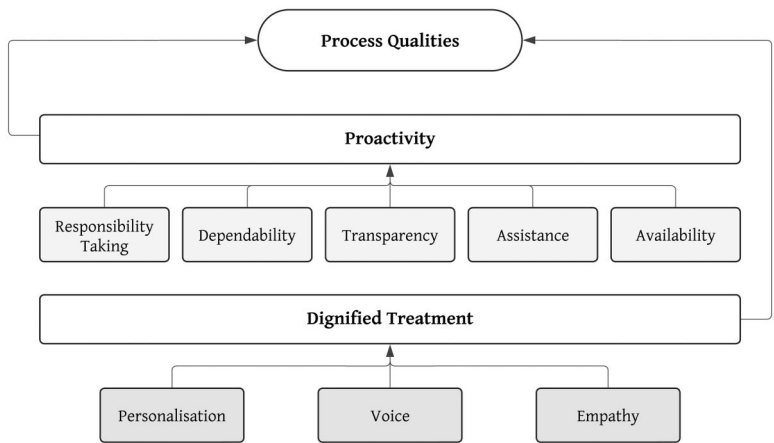 Process Qualities
Proactivity
Responsibility
Taking
Dependability
Transparency
Assistance
Availability
Dignified Treatment
Personalisation
Voice
Empathy